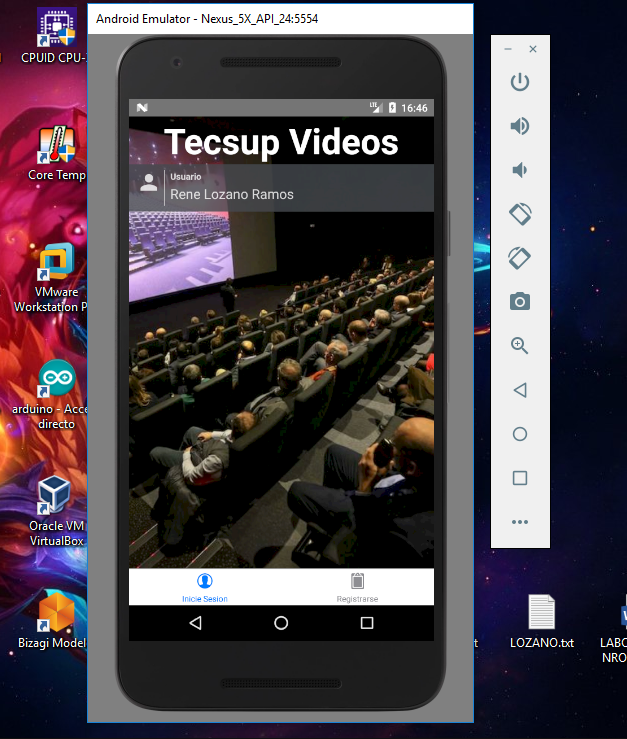 Android Emulator - Nexus_5X_API_24:5554
CPUID CPU-
Core Temp
VMware
Workstation P
arduino - Acce
directo
Oracle VM
VirtualBox
Bizagi Model
LTE
16:46
Tecsup Videos
Usuario
Rene Lozano Ramos
Inicie Sesion
Registrarse
t
LOZANO.txt
LABO
NRO